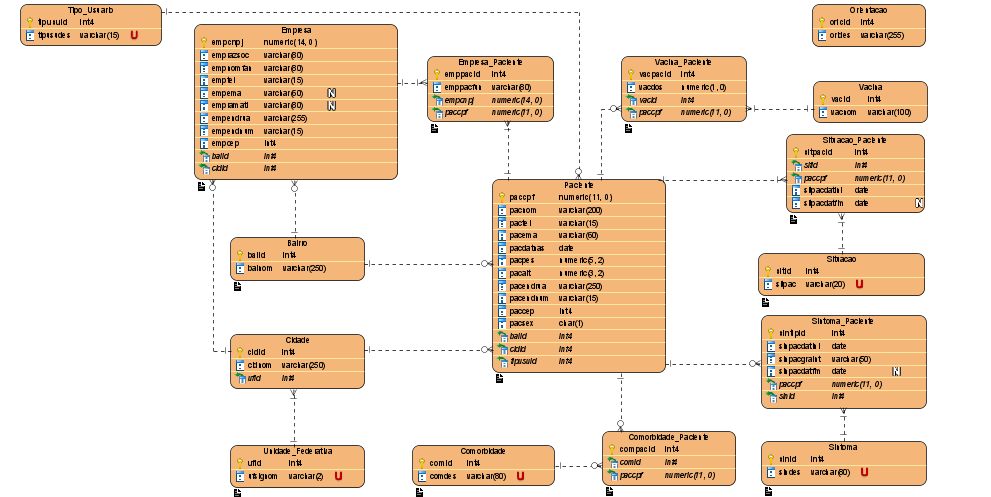 Tipo_Usuario
tipusuid int4
tipusudes varchar(15) U
Orientacao
oriid int4
orides varchar(255)
Empresa
empcnpj numeric(14, 0)
emprazsoc varchar(80)
empnomfan varchar(80)
emptel varchar(15)
empema varchar(60) N
empramati varchar(80) N
empendrua varchar(255)
empendnum varchar(15)
empcep int4
baiid int4
cidid int4
Empresa_Paciente
emppacid int4
emppacfun varchar(80)
empcnpj numeric(14, 0)
paccpf numeric(11, 0)
Vacina_Paciente
vacpacid int4
vacdos numeric(1, 0)
vacid int4
paccpf numeric(11, 0)
Vacina
vacid int4
vacnom varchar(100)
Situacao_Paciente
sitpacid int4
sitid int4
paccpf numeric(11, 0)
sitpacdatini date
sitpacdatfin date N
Paciente
paccpf numeric(11, 0)
pacnom varchar(200)
pactel varchar(15)
pacema varchar(60)
pacdatnas date
pacpes numeric(5, 2)
pacalt numeric(3, 2)
pacendrua varchar(250)
pacendnum varchar(15)
paccep int4
pacsex char(1)
baiid int4
cidid int4
tipusuid int4
Bairro
baiid int4
bainom varchar(250)
Situacao
sitid int4
sitpac varchar(20) U
Sintoma_Paciente
sintipid int4
sinpacdatini date
sinpacgraint varchar(50)
sinpacdatfin date N
paccpf numeric(11, 0)
sinid int4
Cidade
cidid int4
cidnom varchar(250)
ufid int4
Unidade_Federativa
ufid int4
ufsignom varchar(2) U
Comorbidade
comid int4
comdes varchar(80) U
Comorbidade_Paciente
compacid int4
comid int4
paccpf numeric(11, 0)
Sintoma
sinid int4
sindes varchar(80) U